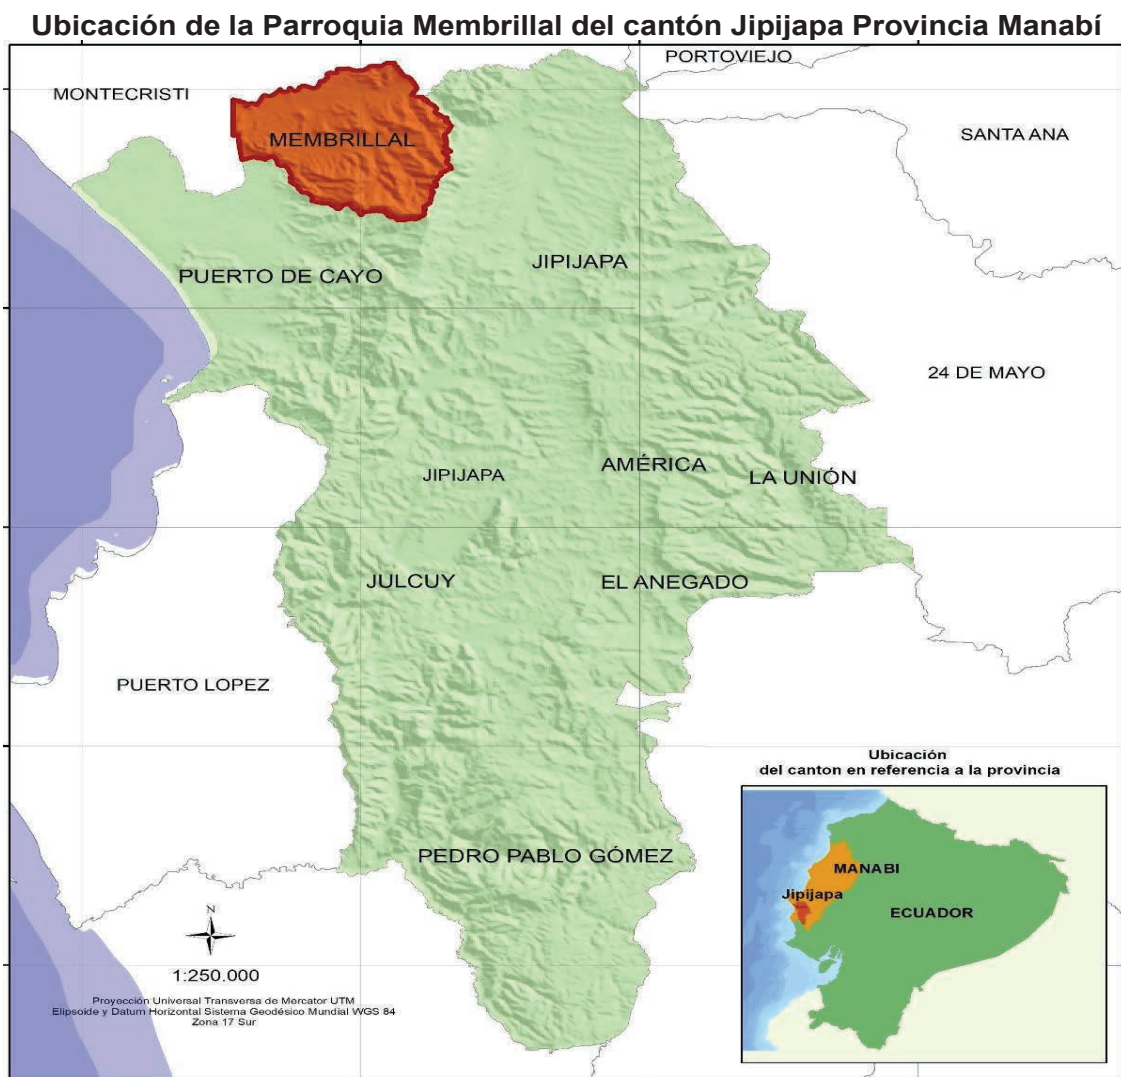 Ubicación de la Parroquia Membrillal del cantón Jipijapa Provincia Manabí
PORTOVIEJO
MONTECRISTI
SANTA ANA
MEMBRILLAL
JIPIJAPA
PUERTO DE CAYO
24 DE MAYO
AMÉRICA
JIPIJAPA
LA UNIÓN
JULCUY
EL ANEGADO
PUERTO LOPEZ
PEDRO PABLO GÓMEZ
N
1:250.000
Proyección Universal Transversa de Mercator UTM
Elipsoide y Datum Horizontal Sistema Geodésico Mundial WGS 84
Zona 17 Sur
Ubicación
del canton en referencia a la provincia
MANABI
Jipijapa
ECUADOR